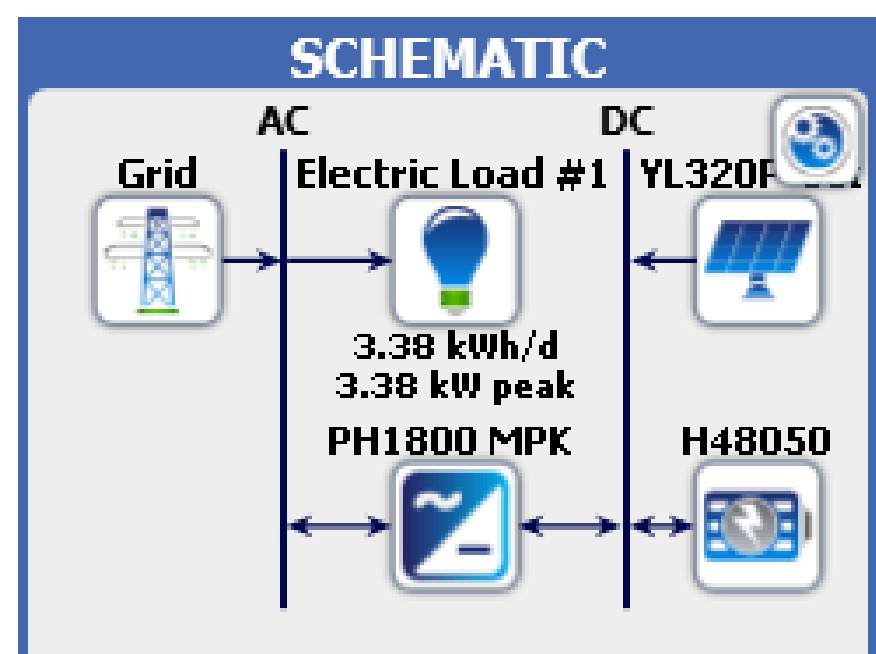 SCHEMATIC
AC
DC
Grid
Electric Load #1
3.38 kWh/d
3.38 kW peak
PH1800 MPK
H48050